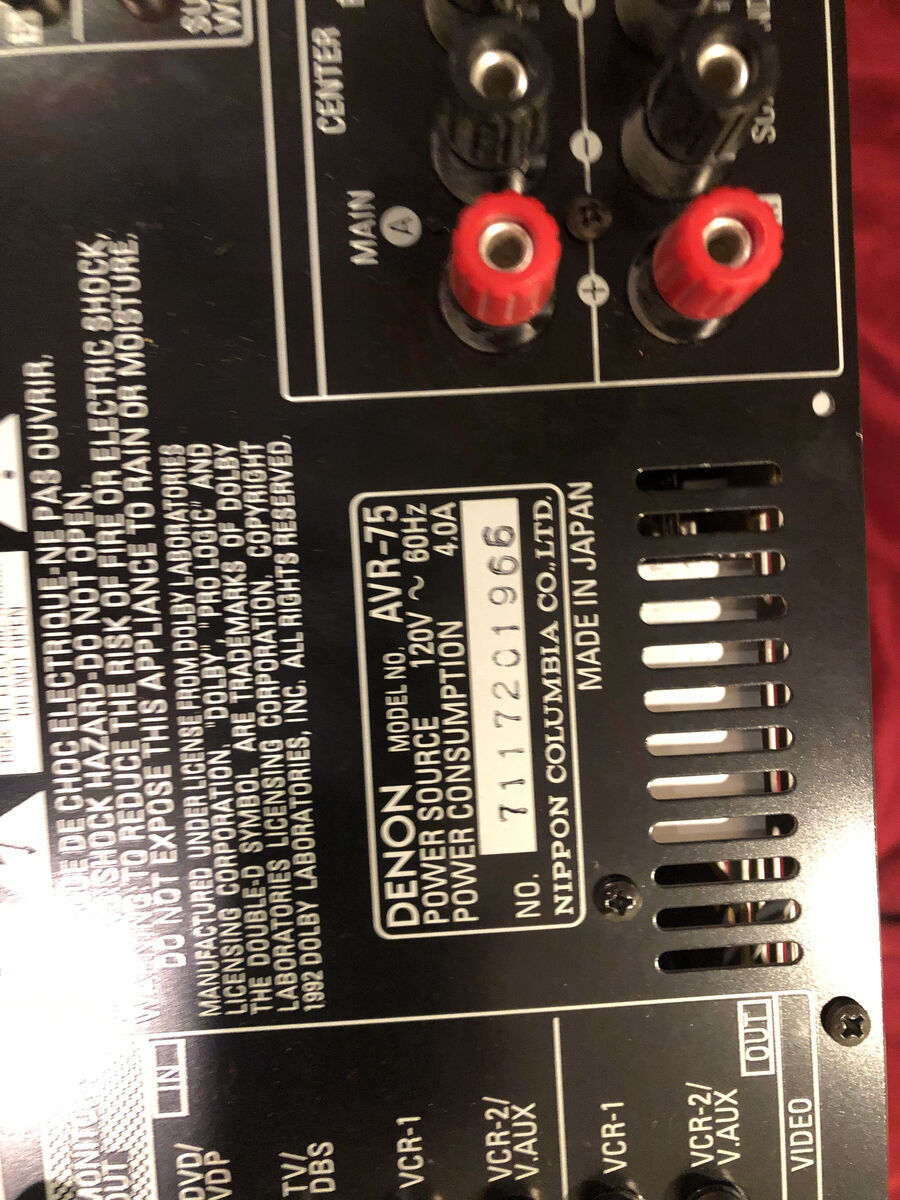 CENTER
MAIN
A
-
+
UE DE CHOC ELECTRIQUE-NE PAS OUVRIR.
SHOCK HAZARD-DO NOT OPEN.
TO REDUCE THE RISK OF FIRE OR ELECTRIC SHOCK,
DO NOT EXPOSE THIS APPLIANCE TO RAIN OR MOISTURE.
MANUFACTURED UNDER LICENSE FROM DOLBY LABORATORIES
LICENSING CORPORATION, "DOLBY," "PRO LOGIC" AND
THE DOUBLE-D SYMBOL ARE TRADEMARKS OF DOLBY
LABORATORIES LICENSING CORPORATION, COPYRIGHT
1992 DOLBY LABORATORIES, INC. ALL RIGHTS RESERVED.
DENON MODEL NO. AVR-75
POWER SOURCE 120V ~ 60Hz
POWER CONSUMPTION 4.0A
NO. 7117201966
NIPPON COLUMBIA CO.,LTD.
MADE IN JAPAN
MONITOR
OUT
IN
DVD/
VDP
TV/
DBS
VCR-1
VCR-2/
V.AUX
VCR-1
VCR-2/
V.AUX
OUT
VIDEO